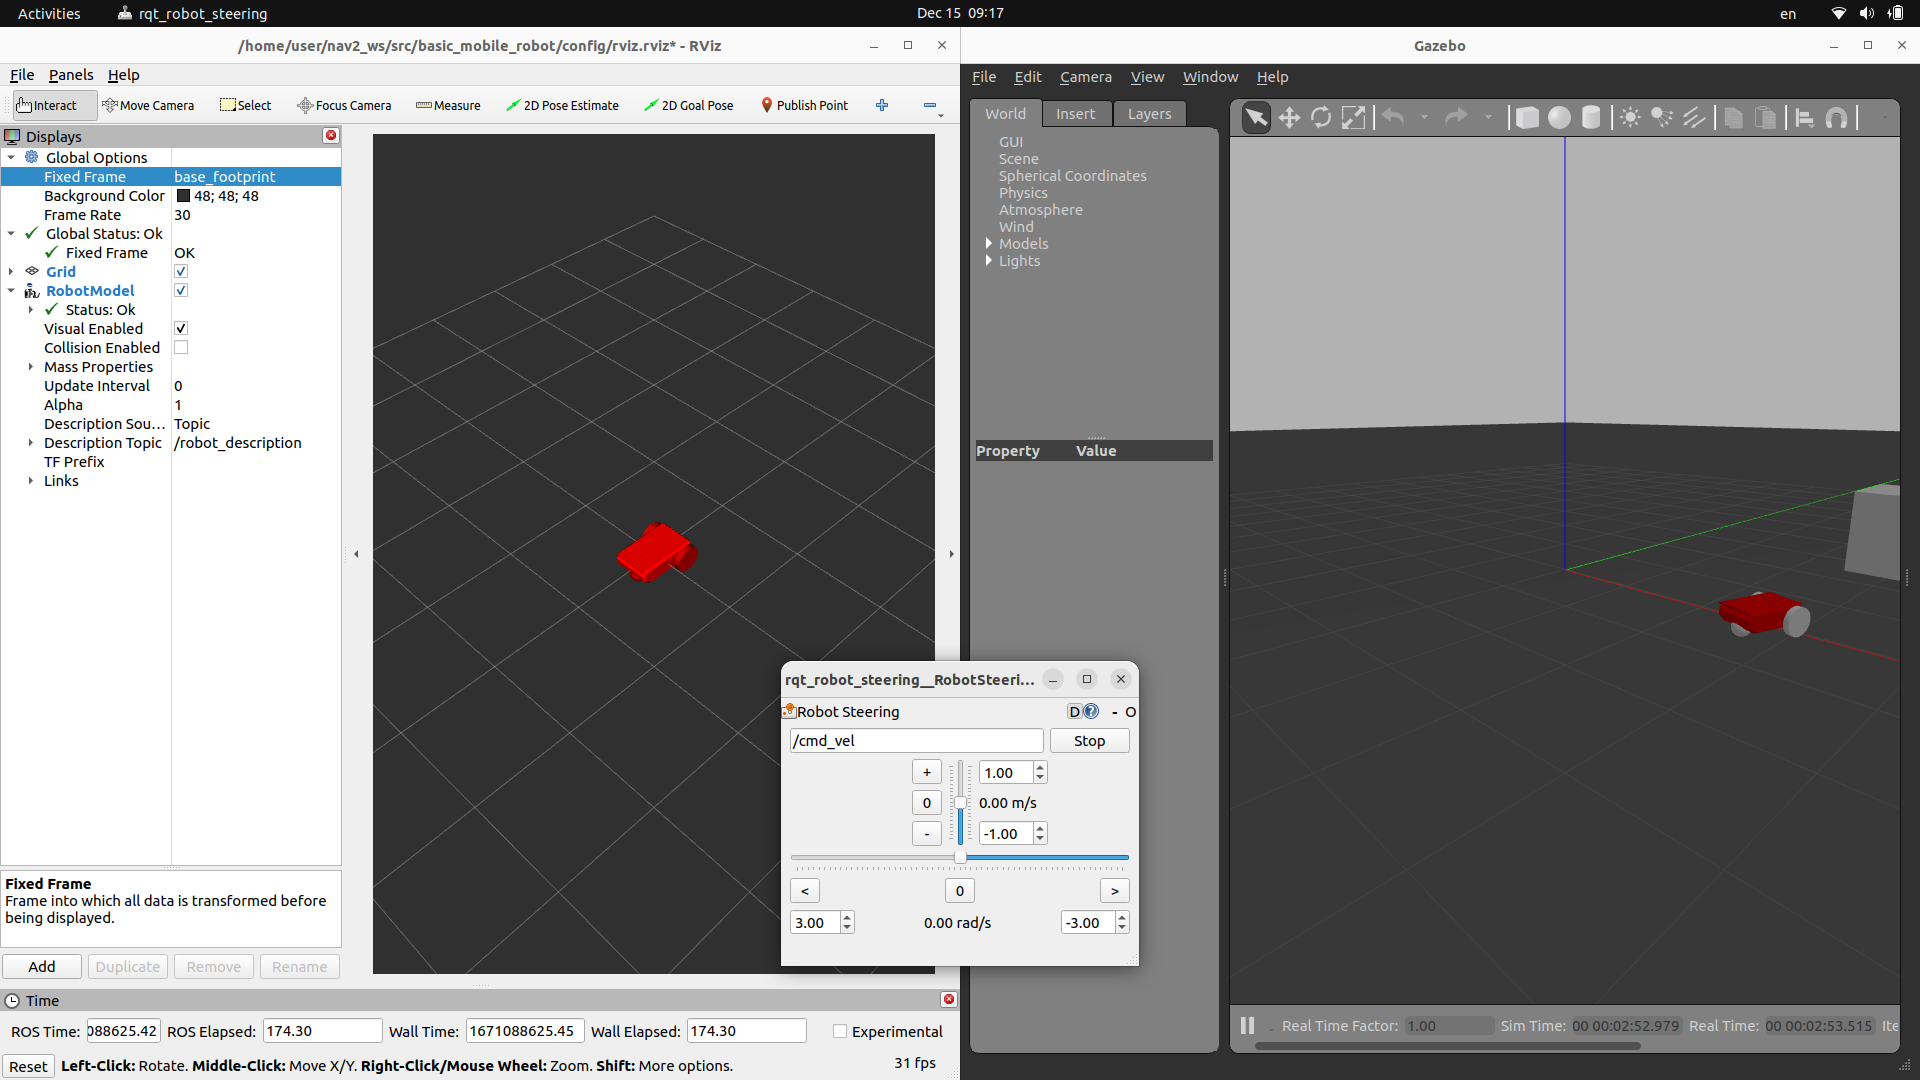 Activities rqt_robot_steering Dec 15 09:17 en
/home/user/nav2_ws/src/basic_mobile_robot/config/rviz.rviz* - RViz
File Panels Help
Interact Move Camera Select Focus Camera Measure 2D Pose Estimate 2D Goal Pose Publish Point
Displays
Global Options
Fixed Frame base_footprint
Background Color 48; 48; 48
Frame Rate 30
Global Status: Ok
Fixed Frame OK
Grid
RobotModel
Status: Ok
Visual Enabled
Collision Enabled
Mass Properties
Update Interval 0
Alpha 1
Description Sou... Topic
Description Topic /robot_description
TF Prefix
Links
Fixed Frame
Frame into which all data is transformed before
being displayed.
Add Duplicate Remove Rename
Time
ROS Time: 088625.42 ROS Elapsed: 174.30 Wall Time: 1671088625.45 Wall Elapsed: 174.30 Experimental
Reset Left-Click: Rotate. Middle-Click: Move X/Y. Right-Click/Mouse Wheel: Zoom. Shift: More options. 31 fps
rqt_robot_steering__RobotSteeri...
Robot Steering D ? - O
/cmd_vel Stop
+ 1.00
0 0.00 m/s
- -1.00
< 0 >
3.00 0.00 rad/s -3.00
Gazebo
File Edit Camera View Window Help
World Insert Layers
GUI
Scene
Spherical Coordinates
Physics
Atmosphere
Wind
Models
Lights
Property Value
Real Time Factor: 1.00 Sim Time: 00 00:02:52.979 Real Time: 00 00:02:53.515 Ite